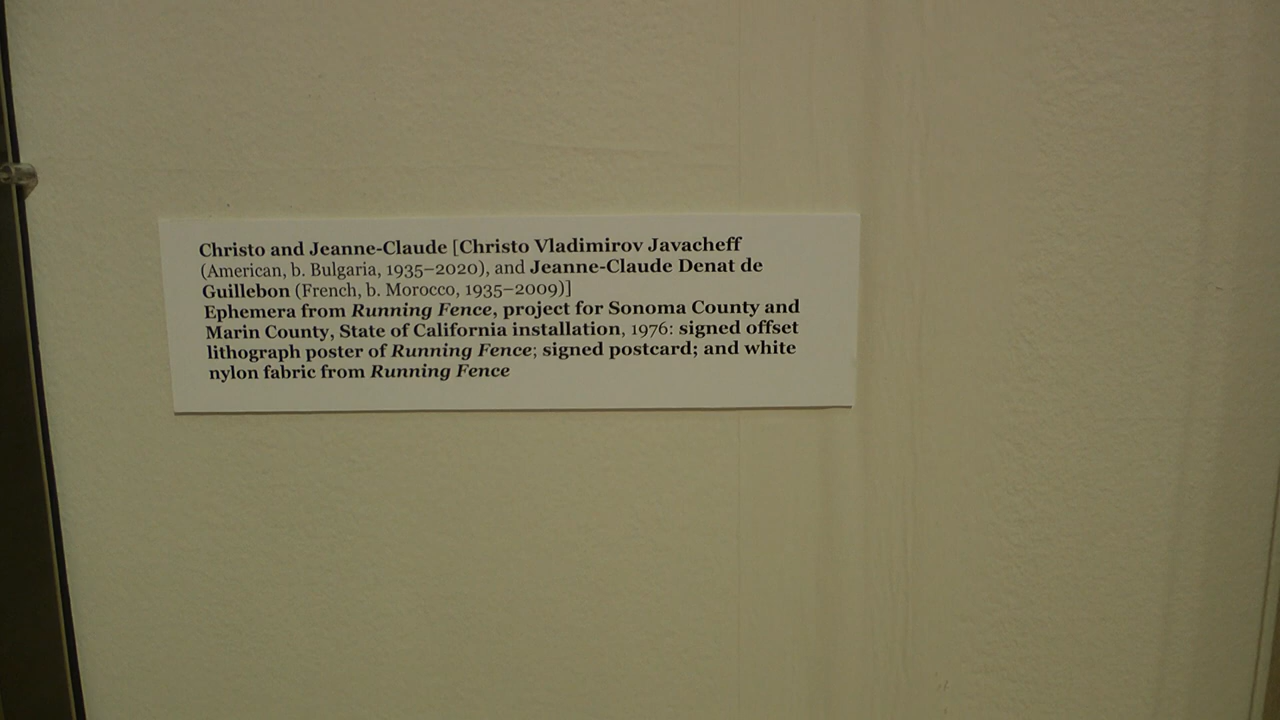 Christo and Jeanne-Claude [Christo Vladimirov Javacheff
(American, b. Bulgaria, 1935–2020), and Jeanne-Claude Denat de
Guillebon (French, b. Morocco, 1935–2009)]
Ephemera from Running Fence, project for Sonoma County and
Marin County, State of California installation, 1976: signed offset
lithograph poster of Running Fence; signed postcard; and white
nylon fabric from Running Fence